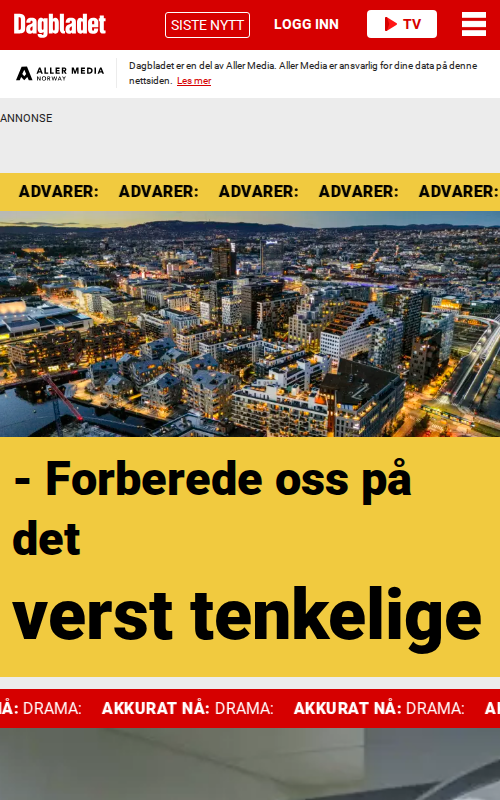 Dagbladet SISTE NYTT LOGG INN TV
ALLER MEDIA
NORWAY
Dagbladet er en del av Aller Media. Aller Media er ansvarlig for dine data på denne
nettsiden. Les mer
ANNONSE
ADVARER: ADVARER: ADVARER: ADVARER: ADVARER:
- Forberede oss på
det
verst tenkelige
Å: DRAMA: AKKURAT NÅ: DRAMA: AKKURAT NÅ: DRAMA: